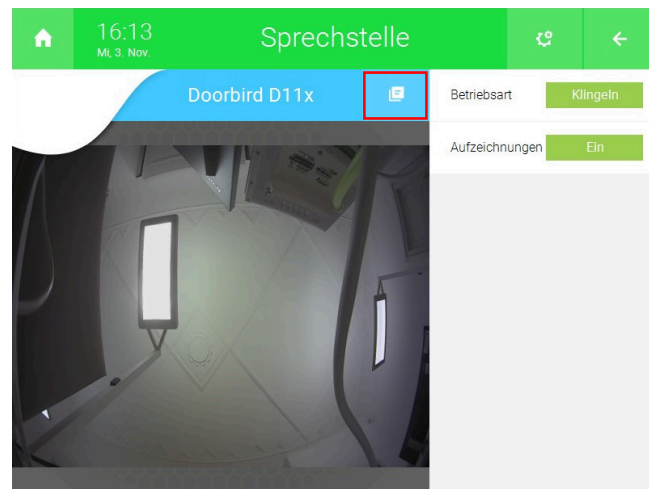 16:13
Mi, 3. Nov.
Sprechstelle
Doorbird D11x
Betriebsart
Klingeln
Aufzeichnungen
Ein